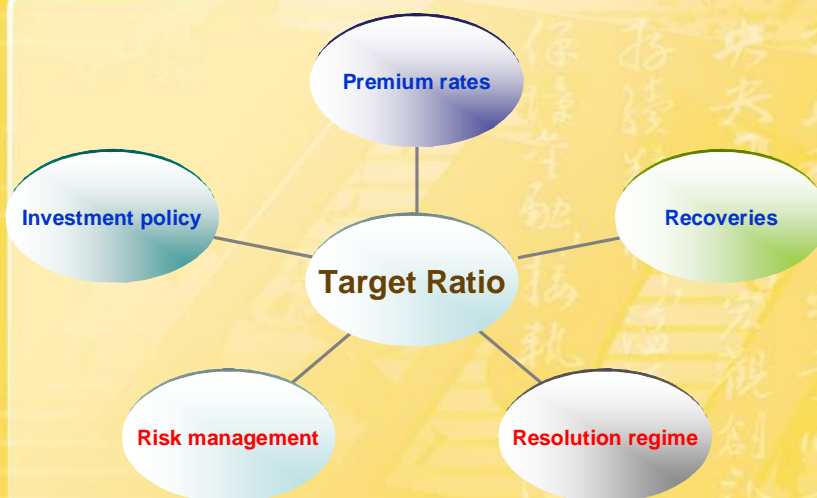 Premium rates
Investment policy
Recoveries
Target Ratio
Risk management
Resolution regime